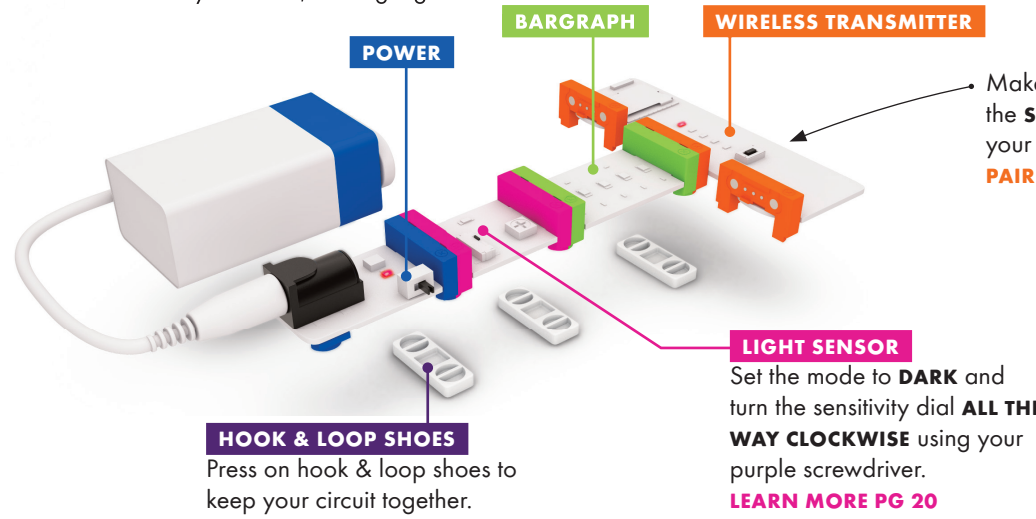 BARGRAPH
WIRELESS TRANSMITTER
POWER
Make
the
your
PAIR
LIGHT SENSOR
Set the mode to DARK and
turn the sensitivity dial ALL THE
WAY CLOCKWISE using your
purple screwdriver.
LEARN MORE PG 20
HOOK & LOOP SHOES
Press on hook & loop shoes to
keep your circuit together.